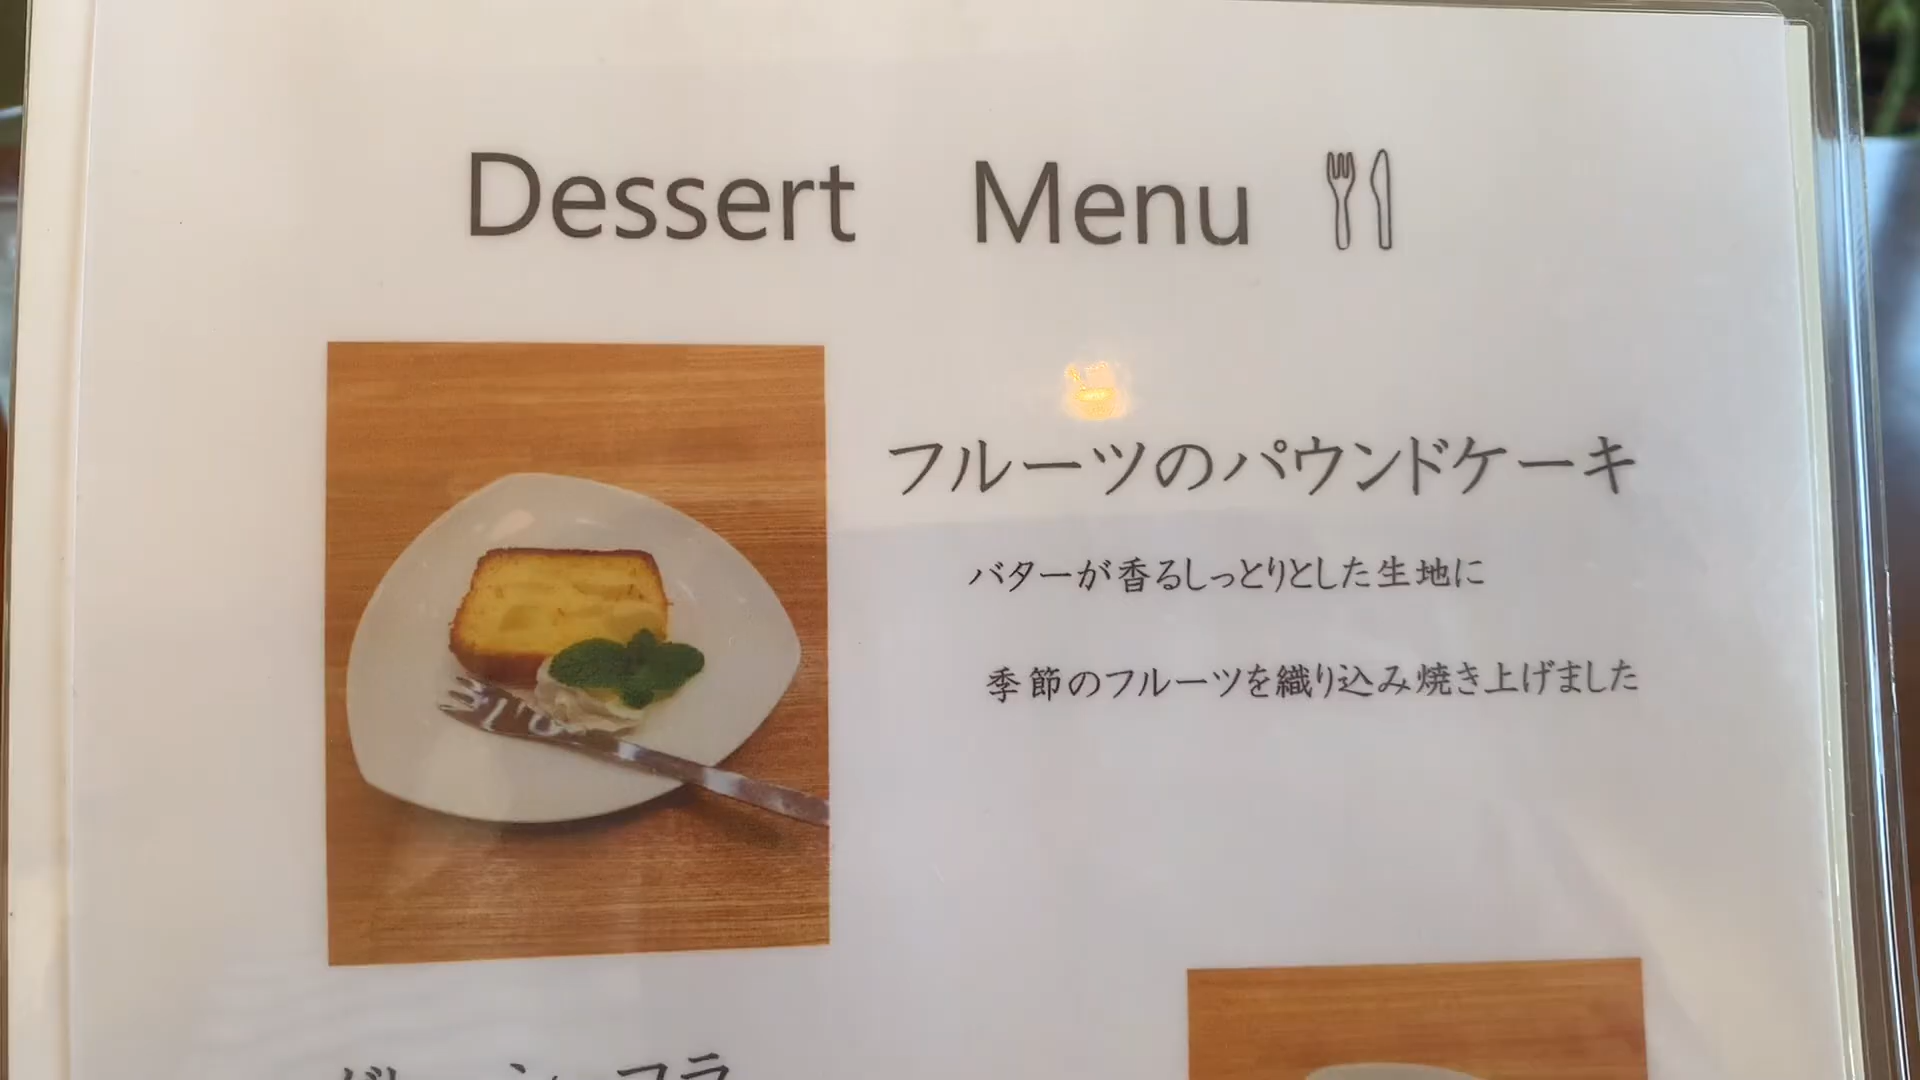 Dessert Menu
フルーツのパウンドケーキ
バターが香るしっとりとした生地に
季節のフルーツを織り込み焼き上げました